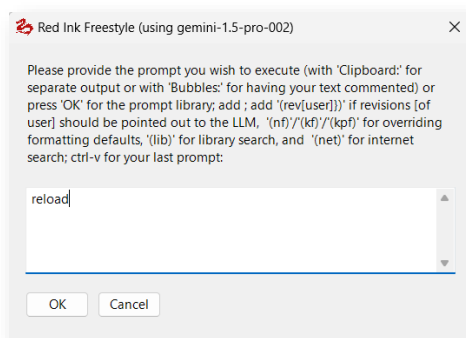 Red Ink Freestyle (using gemini-1.5-pro-002)
Please provide the prompt you wish to execute (with 'Clipboard:' for
separate output or with 'Bubbles:' for having your text commented) or
press 'OK' for the prompt library; add ; add '(rev[user]})' if revisions [of
user] should be pointed out to the LLM,  '(nf)'/'(kf)'/'(kpf)' for overriding
formatting defaults, '(lib)' for library search, and  '(net)' for internet
search; ctrl-v for your last prompt:
reload
OK Cancel